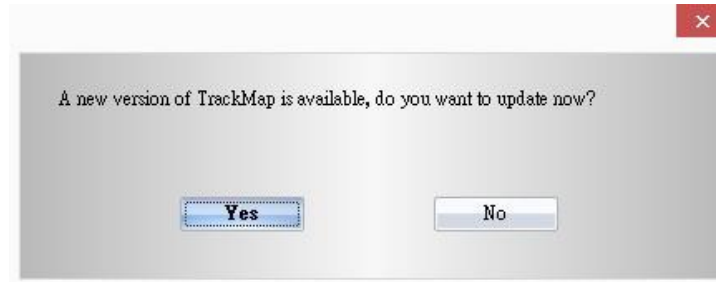 A new version of TrackMap is available, do you want to update now?
Yes
No